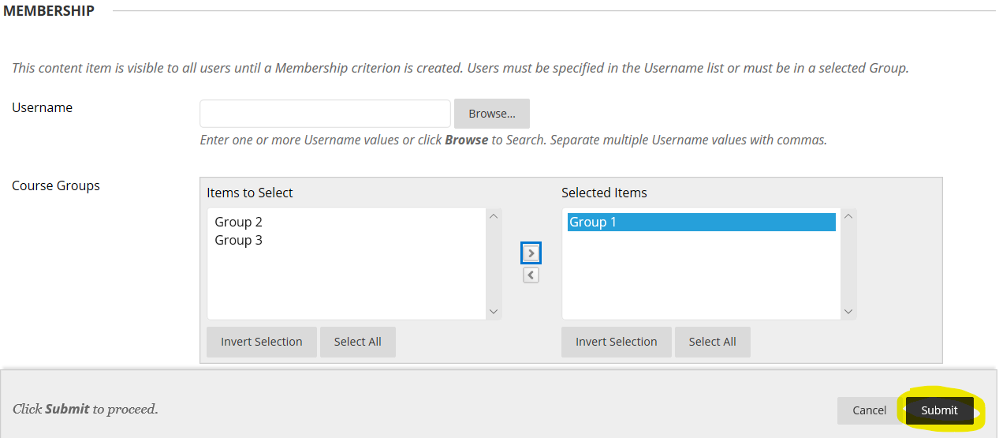 MEMBERSHIP
This content item is visible to all users until a Membership criterion is created. Users must be specified in the Username list or must be in a selected Group.
Username
Browse...
Enter one or more Username values or click Browse to Search. Separate multiple Username values with commas.
Course Groups
Items to Select
Selected Items
Group 2
Group 3
Group 1
Invert Selection
Select All
Invert Selection
Select All
Click Submit to proceed.
Cancel
Submit